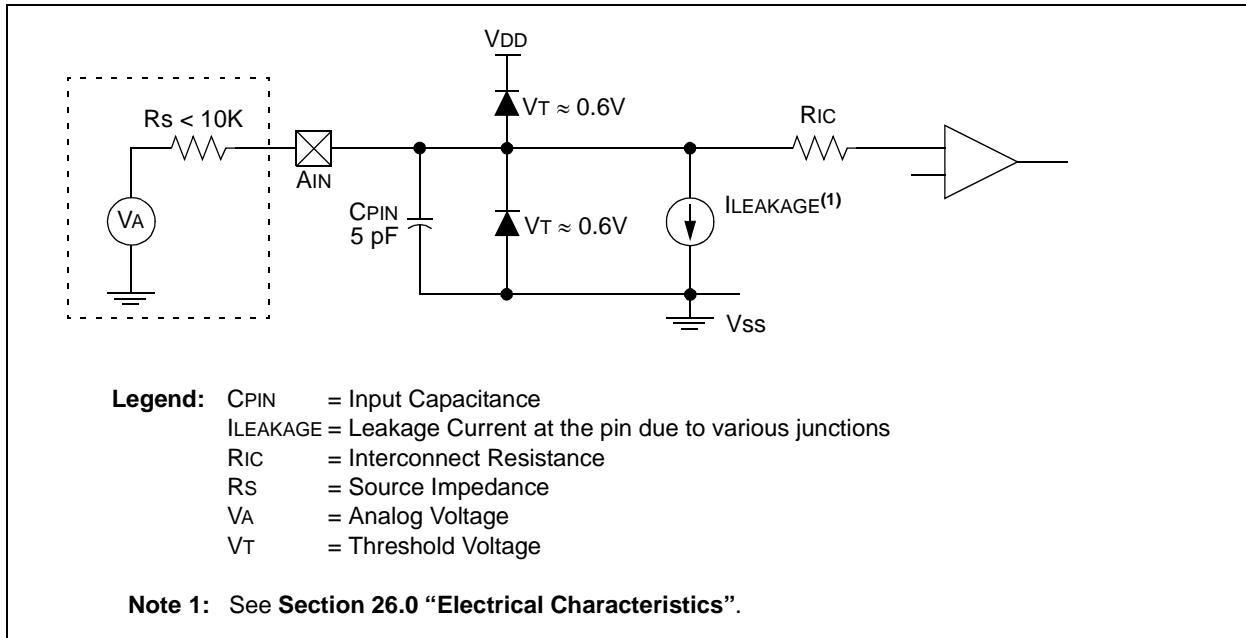 VDD
VT ≈ 0.6V
Rs < 10K
RIC
AIN
CPIN
5 pF
VT ≈ 0.6V
ILEAKAGE(1)
VA
Vss
Legend: CPIN = Input Capacitance
ILEAKAGE = Leakage Current at the pin due to various junctions
RIC = Interconnect Resistance
RS = Source Impedance
VA = Analog Voltage
VT = Threshold Voltage
Note 1: See Section 26.0 “Electrical Characteristics”.